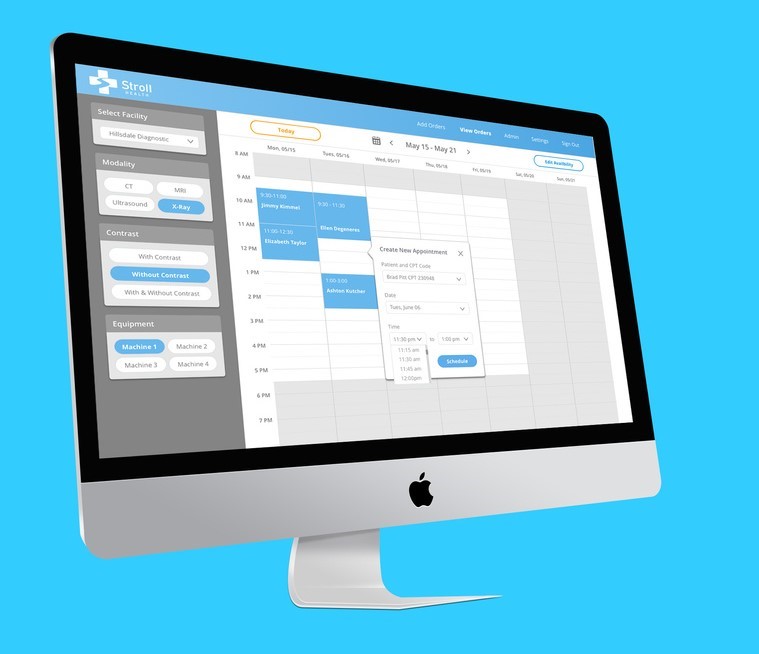 Stroll
HEALTH
Add Orders
View Orders
Admin
Settings
Sign Out
Select Facility
Hillsdale Diagnostic
Modality
CT
MRI
Ultrasound
X-Ray
Contrast
With Contrast
Without Contrast
With & Without Contrast
Equipment
Machine 1
Machine 2
Machine 3
Machine 4
Today
May 15 - May 21
Edit Availibility
Mon, 05/15
Tues, 05/16
Wed, 05/17
Thu, 05/18
Fri, 05/19
Sat, 05/20
Sun, 05/21
8 AM
9 AM
10 AM
11 AM
12 PM
1 PM
2 PM
3 PM
4 PM
5 PM
6 PM
7 PM
9:30-11:00
Jimmy Kimmel
11:00-12:30
Elizabeth Taylor
9:30 - 11:30
Ellen Degeneres
1:00-3:00
Ashton Kutcher
Create New Appointment
Patient and CPT Code
Brad Pitt CPT 230948
Date
Tues, June 06
Time
11:30 pm
to
1:00 pm
11:15 am
11:30 am
11:45 am
12:00pm
Schedule